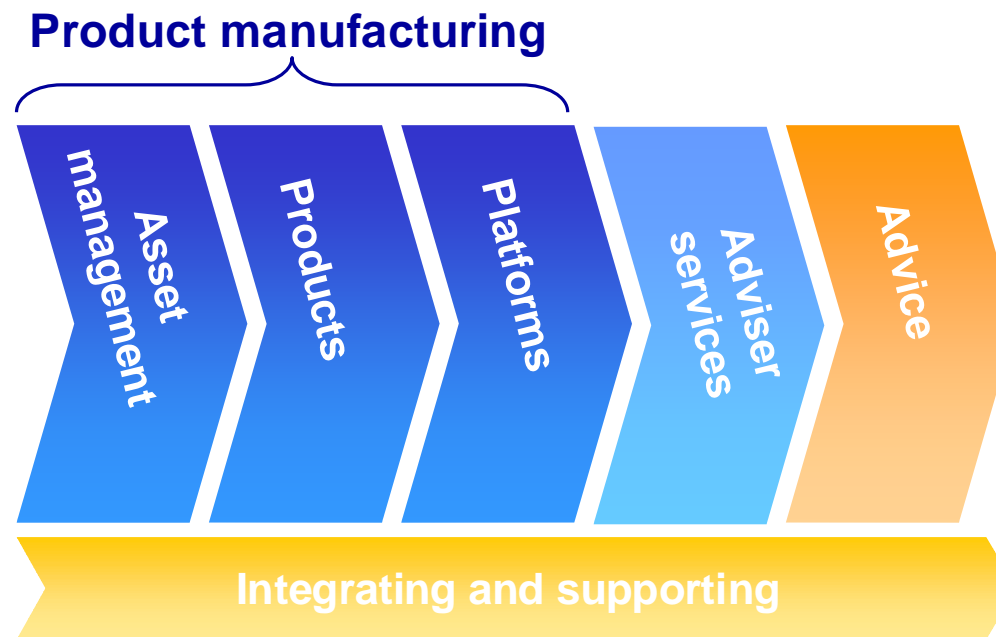 Product manufacturing
Asset
management
Products
Platforms
Adviser
services
Advice
Integrating and supporting